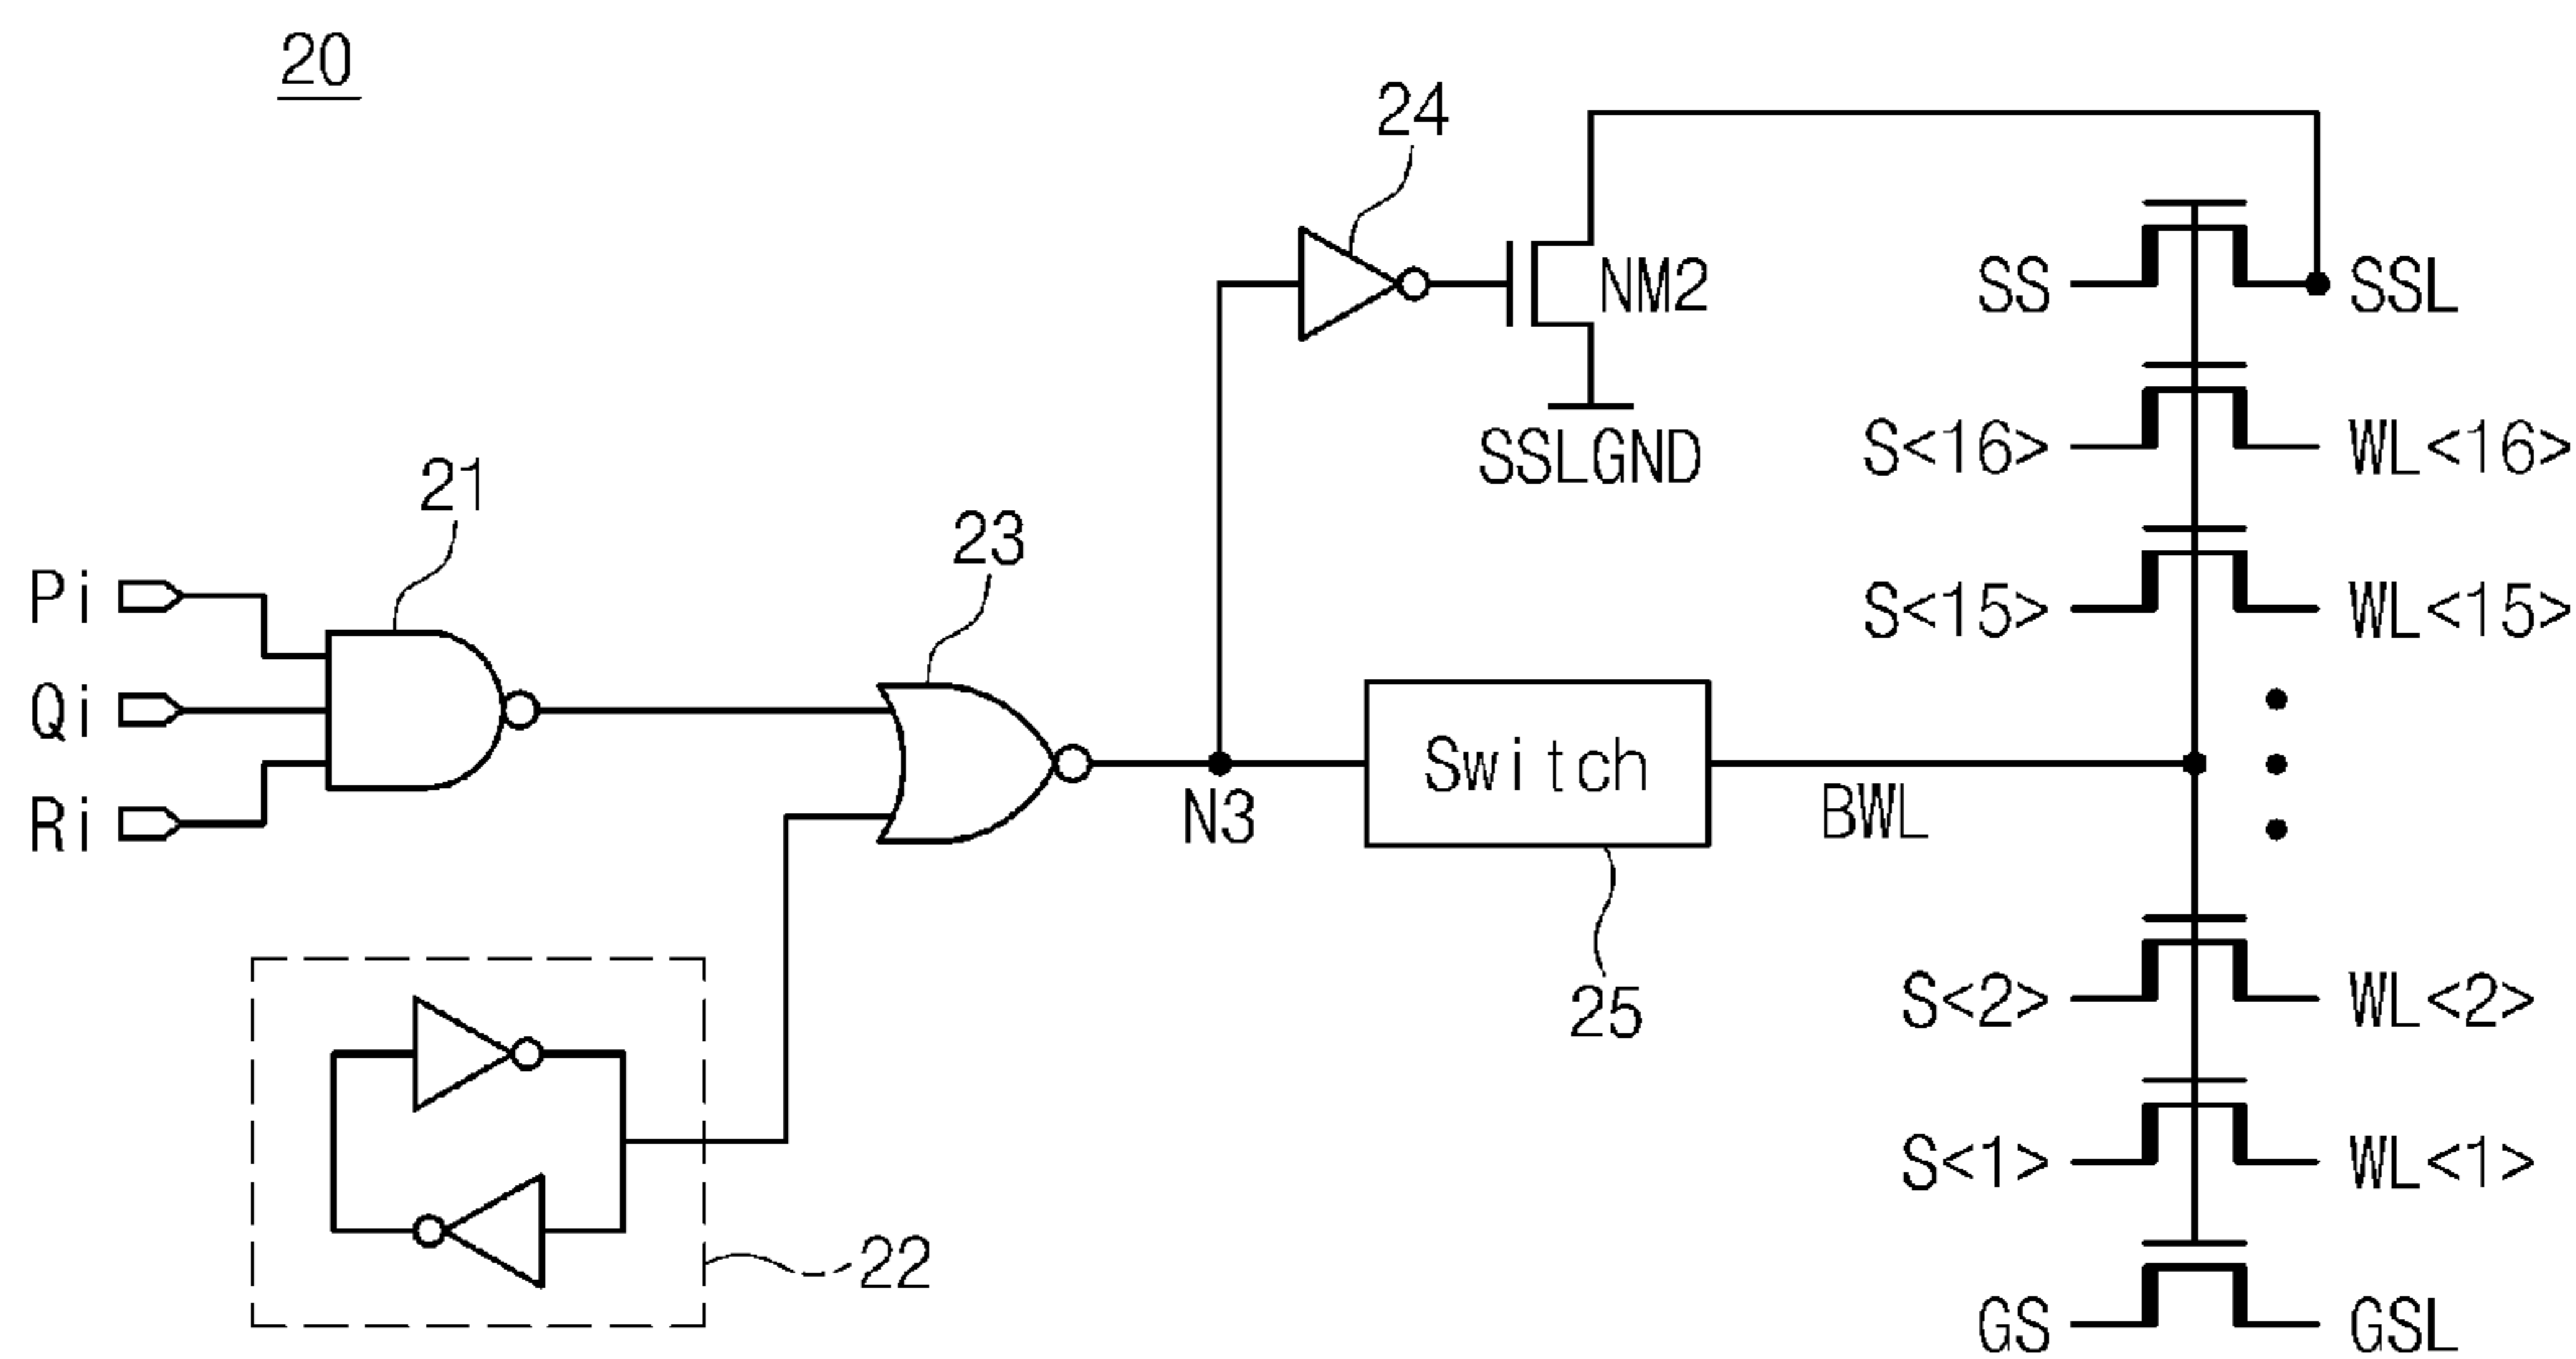 20
24
SS
NM2
SSL
SSLGND
S<16>
WL<16>
21
23
Pi
S<15>
WL<15>
Qi
Switch
Ri
N3
BWL
25
S<2>
WL<2>
S<1>
WL<1>
22
GS
GSL